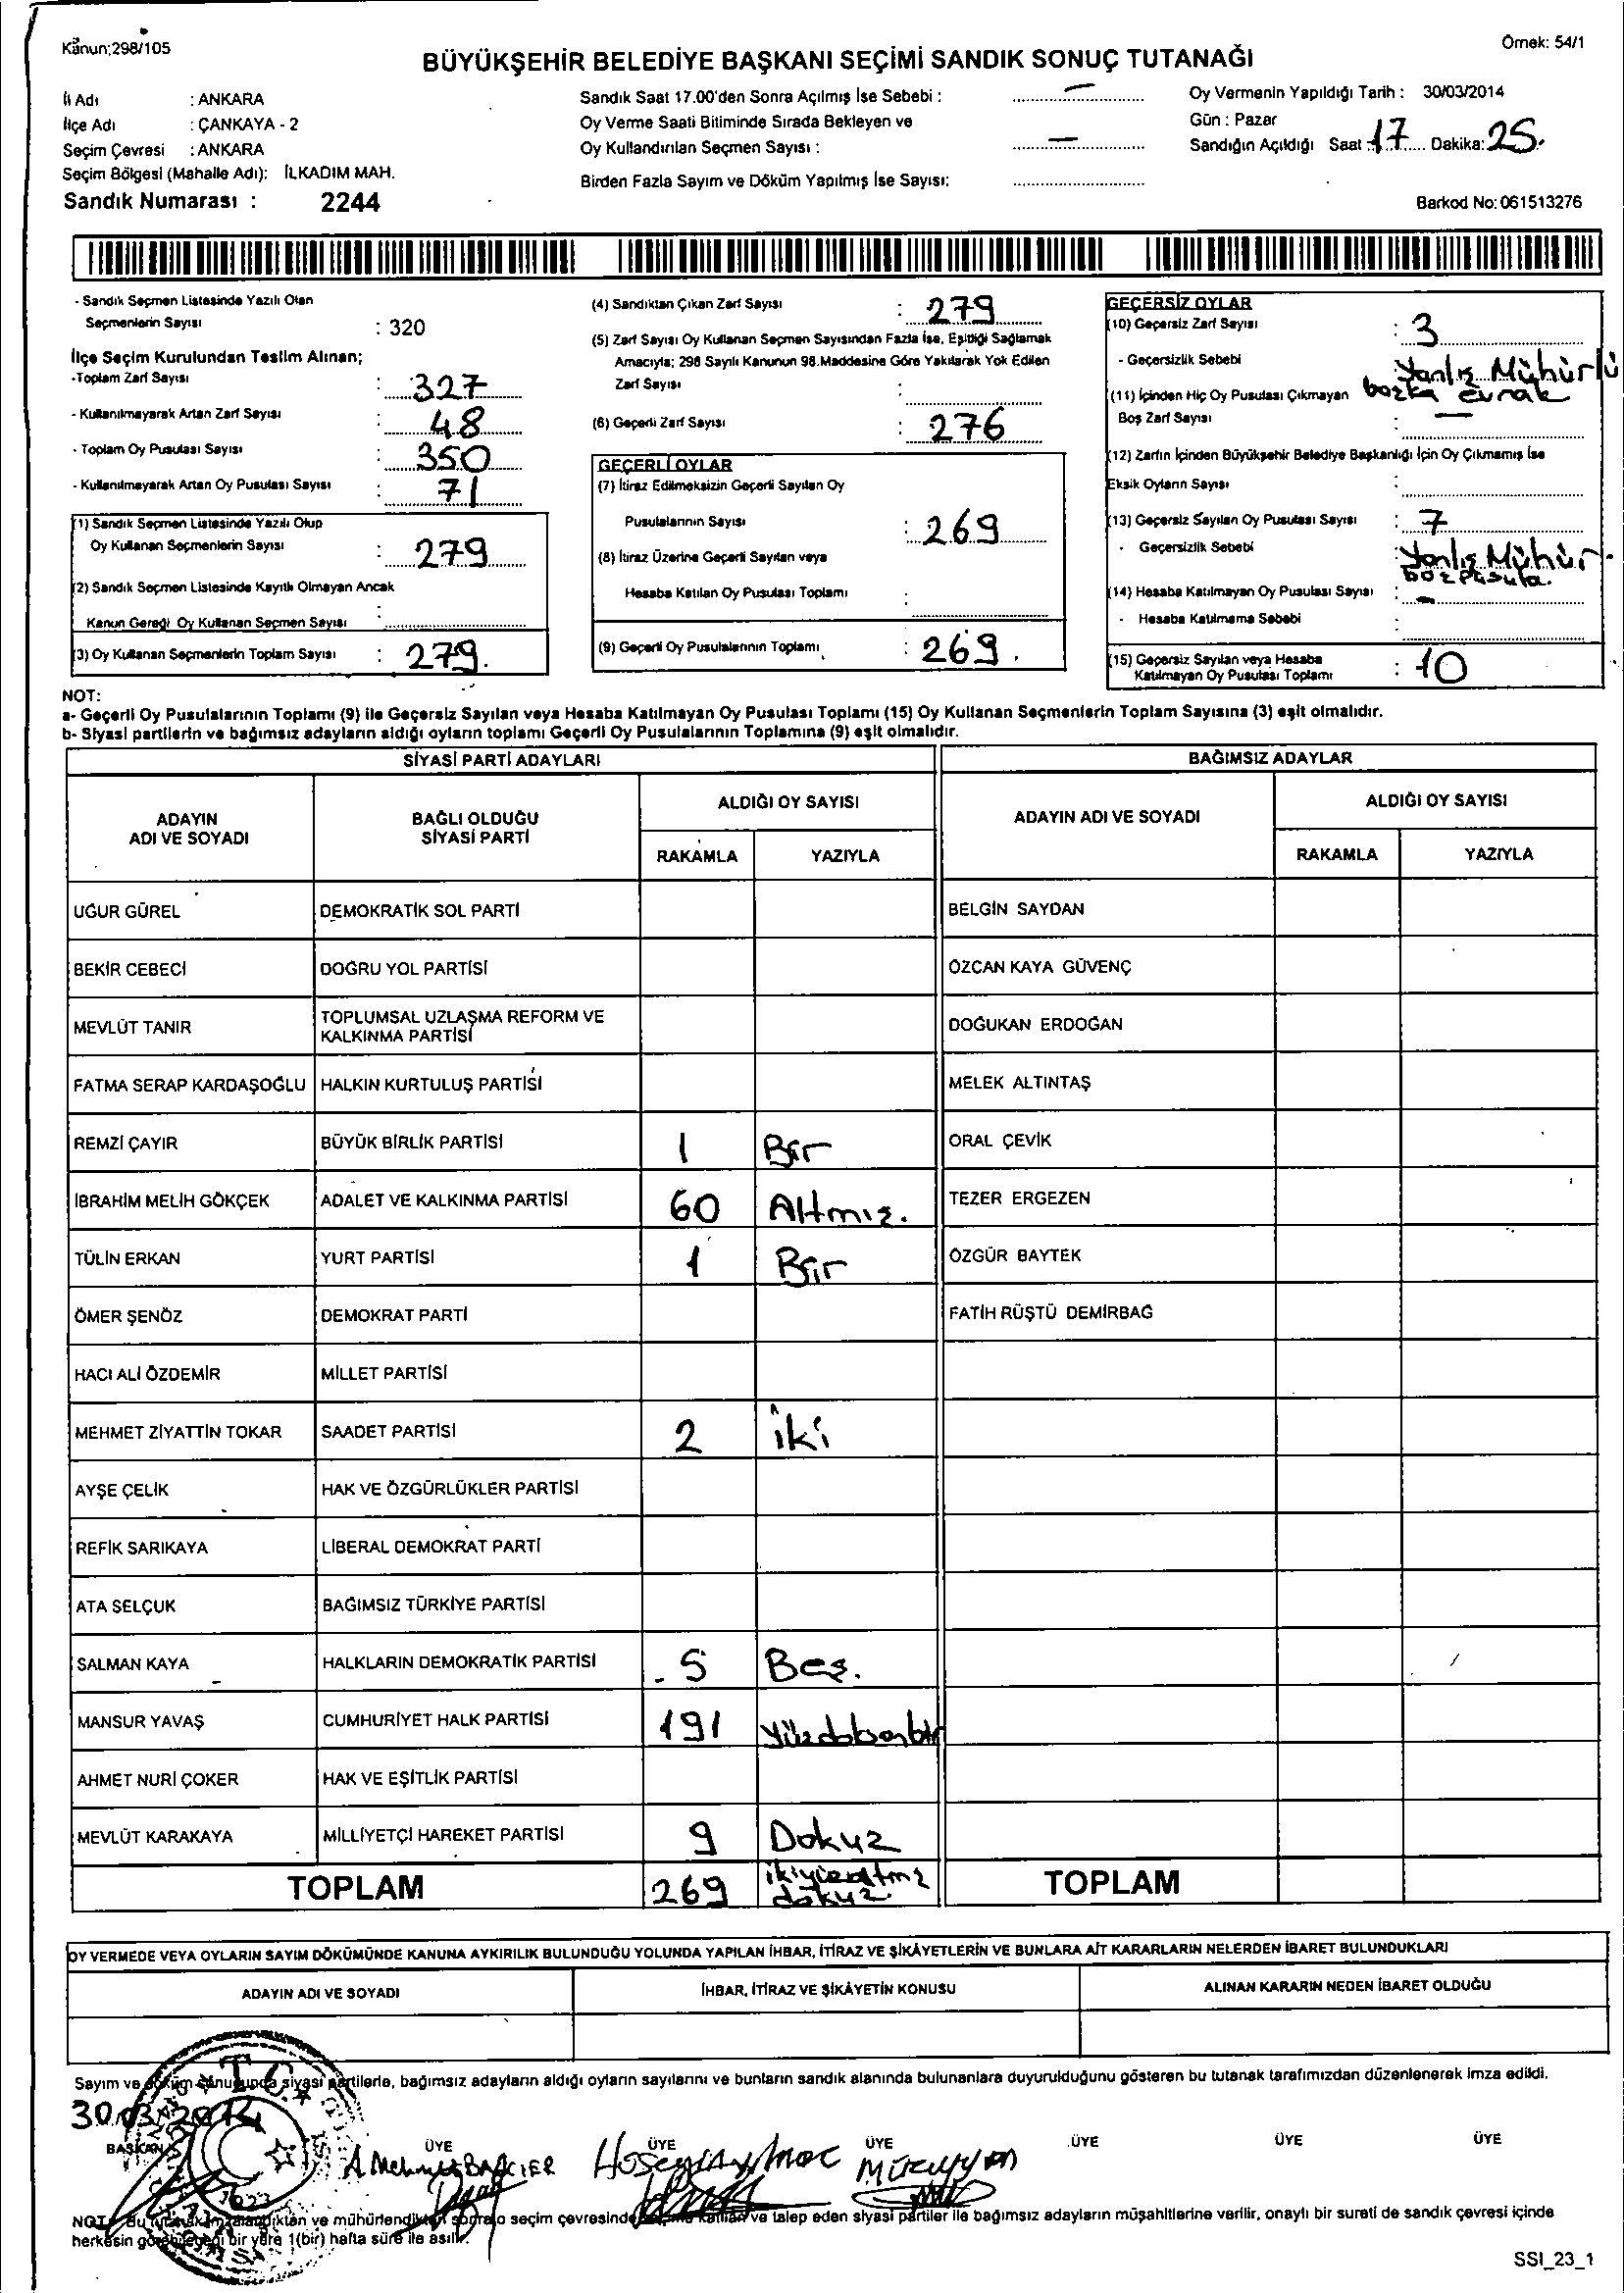 Kanun;298/105
Örnek: 54/1
BÜYÜKŞEHİR BELEDİYE BAŞKANI SEÇİMİ SANDIK SONUÇ TUTANAĞI
İl Adı : ANKARA
İlçe Adı : ÇANKAYA - 2
Seçim Çevresi : ANKARA
Seçim Bölgesi (Mahalle Adı): İLKADIM MAH.
Sandık Numarası : 2244
Sandık Saat 17.00'den Sonra Açılmış İse Sebebi : —
Oy Verme Saati Bitiminde Sırada Bekleyen ve
Oy Kullandırılan Seçmen Sayısı : —
Birden Fazla Sayım ve Döküm Yapılmış İse Sayısı:
Oy Vermenin Yapıldığı Tarih : 30/03/2014
Gün : Pazar
Sandığın Açıldığı Saat : 17 Dakika: 25.
Barkod No: 061513276
- Sandık Seçmen Listesinde Yazılı Olan
Seçmenlerin Sayısı : 320
İlçe Seçim Kurulundan Teslim Alınan;
-Toplam Zarf Sayısı : 327
- Kullanılmayarak Artan Zarf Sayısı : 48
- Toplam Oy Pusulası Sayısı : 350
- Kullanılmayarak Artan Oy Pusulası Sayısı : 71
(1) Sandık Seçmen Listesinde Yazılı Olup
Oy Kullanan Seçmenlerin Sayısı : 279
(2) Sandık Seçmen Listesinde Kayıtlı Olmayan Ancak
Kanun Gereği Oy Kullanan Seçmen Sayısı :
(3) Oy Kullanan Seçmenlerin Toplam Sayısı : 279.
(4) Sandıktan Çıkan Zarf Sayısı : 279
(5) Zarf Sayısı Oy Kullanan Seçmen Sayısından Fazla İse, Eşitliği Sağlamak
Amacıyla; 298 Sayılı Kanunun 98.Maddesine Göre Yakılarak Yok Edilen
Zarf Sayısı :
(6) Geçerli Zarf Sayısı : 276
GEÇERLİ OYLAR
(7) İtiraz Edilmeksizin Geçerli Sayılan Oy
Pusulalarının Sayısı : 269
(8) İtiraz Üzerine Geçerli Sayılan veya
Hesaba Katılan Oy Pusulası Toplamı :
(9) Geçerli Oy Pusulalarının Toplamı : 269.
GEÇERSİZ OYLAR
(10) Geçersiz Zarf Sayısı : 3
- Geçersizlik Sebebi : Yanlış Mühürlü
başka evrak
(11) İçinden Hiç Oy Pusulası Çıkmayan
Boş Zarf Sayısı : —
(12) Zarfın İçinden Büyükşehir Belediye Başkanlığı İçin Oy Çıkmamış İse
Eksik Oyların Sayısı :
(13) Geçersiz Sayılan Oy Pusulası Sayısı : 7
- Geçersizlik Sebebi : Yanlış Mühür -
boş Pusula.
(14) Hesaba Katılmayan Oy Pusulası Sayısı : -
- Hesaba Katılmama Sebebi :
(15) Geçersiz Sayılan veya Hesaba
Katılmayan Oy Pusulası Toplamı : 10
NOT:
a- Geçerli Oy Pusulalarının Toplamı (9) ile Geçersiz Sayılan veya Hesaba Katılmayan Oy Pusulası Toplamı (15) Oy Kullanan Seçmenlerin Toplam Sayısına (3) eşit olmalıdır.
b- Siyasi partilerin ve bağımsız adayların aldığı oyların toplamı Geçerli Oy Pusulalarının Toplamına (9) eşit olmalıdır.
SİYASİ PARTİ ADAYLARI
BAĞIMSIZ ADAYLAR
ADAYIN
ADI VE SOYADI
BAĞLI OLDUĞU
SİYASİ PARTİ
ALDIĞI OY SAYISI
RAKAMLA YAZIYLA
ADAYIN ADI VE SOYADI
ALDIĞI OY SAYISI
RAKAMLA YAZIYLA
UĞUR GÜREL DEMOKRATİK SOL PARTİ BELGİN SAYDAN
BEKİR CEBECİ DOĞRU YOL PARTİSİ ÖZCAN KAYA GÜVENÇ
MEVLÜT TANIR TOPLUMSAL UZLAŞMA REFORM VE
KALKINMA PARTİSİ DOĞUKAN ERDOĞAN
FATMA SERAP KARDAŞOĞLU HALKIN KURTULUŞ PARTİSİ MELEK ALTINTAŞ
REMZİ ÇAYIR BÜYÜK BİRLİK PARTİSİ 1 Bir ORAL ÇEVİK
İBRAHİM MELİH GÖKÇEK ADALET VE KALKINMA PARTİSİ 60 Altmış. TEZER ERGEZEN
TÜLİN ERKAN YURT PARTİSİ 1 Bir ÖZGÜR BAYTEK
ÖMER ŞENÖZ DEMOKRAT PARTİ FATİH RÜŞTÜ DEMİRBAĞ
HACI ALİ ÖZDEMİR MİLLET PARTİSİ
MEHMET ZİYATTİN TOKAR SAADET PARTİSİ 2 iki
AYŞE ÇELİK HAK VE ÖZGÜRLÜKLER PARTİSİ
REFİK SARIKAYA LİBERAL DEMOKRAT PARTİ
ATA SELÇUK BAĞIMSIZ TÜRKİYE PARTİSİ
SALMAN KAYA HALKLARIN DEMOKRATİK PARTİSİ 5 Beş.
MANSUR YAVAŞ CUMHURİYET HALK PARTİSİ 191 Yüzdoksanbir
AHMET NURİ ÇOKER HAK VE EŞİTLİK PARTİSİ
MEVLÜT KARAKAYA MİLLİYETÇİ HAREKET PARTİSİ 9 Dokuz
TOPLAM 269 ikiyüzaltmış
dokuz TOPLAM
OY VERMEDE VEYA OYLARIN SAYIM DÖKÜMÜNDE KANUNA AYKIRILIK BULUNDUĞU YOLUNDA YAPILAN İHBAR, İTİRAZ VE ŞİKÂYETLERİN VE BUNLARA AİT KARARLARIN NELERDEN İBARET BULUNDUKLARI
ADAYIN ADI VE SOYADI İHBAR, İTİRAZ VE ŞİKÂYETİN KONUSU ALINAN KARARIN NEDEN İBARET OLDUĞU
Sayım ve döküm sonucunda siyasi partilerle, bağımsız adayların aldığı oyların sayılarını ve bunların sandık alanında bulunanlara duyurulduğunu gösteren bu tutanak tarafımızdan düzenlenerek imza edildi.
30.03.2014
T.C.
BAŞKAN ÜYE ÜYE ÜYE ÜYE ÜYE ÜYE
NOT: Bu tutanak imzalandıktan ve mühürlendikten sonra o seçim çevresinde seçime katılan ve talep eden siyasi partiler ile bağımsız adayların müşahitlerine verilir, onaylı bir sureti de sandık çevresi içinde
herkesin görebileceği bir yere 1(bir) hafta süre ile asılır.
SSI_23_1